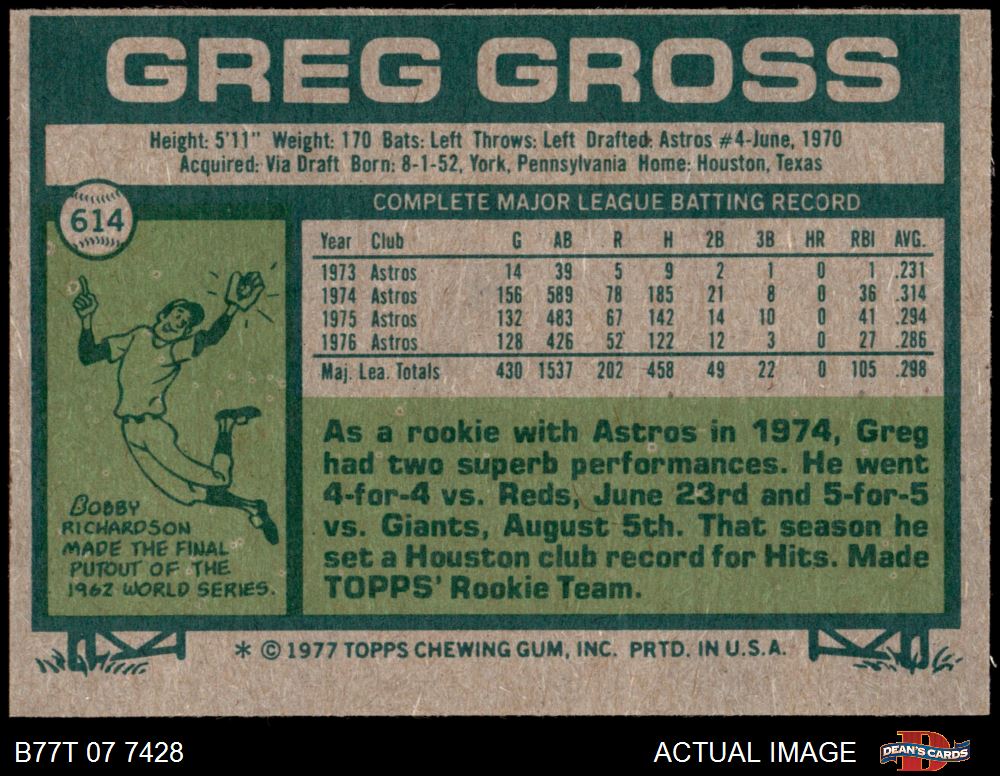 GREG GROSS
Height: 5'11" Weight: 170 Bats: Left Throws: Left Drafted: Astros #4-June, 1970
Acquired: Via Draft Born: 8-1-52, York, Pennsylvania Home: Houston, Texas
614
COMPLETE MAJOR LEAGUE BATTING RECORD
Year Club G AB R H 2B 3B HR RBI AVG.
1973 Astros 14 39 5 9 2 1 0 1 .231
1974 Astros 156 589 78 185 21 8 0 36 .314
1975 Astros 132 483 67 142 14 10 0 41 .294
1976 Astros 128 426 52 122 12 3 0 27 .286
Maj. Lea. Totals 430 1537 202 458 49 22 0 105 .298
BOBBY
RICHARDSON
MADE THE FINAL
PUTOUT OF THE
1962 WORLD SERIES.
As a rookie with Astros in 1974, Greg
had two superb performances. He went
4-for-4 vs. Reds, June 23rd and 5-for-5
vs. Giants, August 5th. That season he
set a Houston club record for Hits. Made
TOPPS' Rookie Team.
* © 1977 TOPPS CHEWING GUM, INC. PRTD. IN U.S.A.
B77T 07 7428
ACTUAL IMAGE
D
DEAN'S CARDS